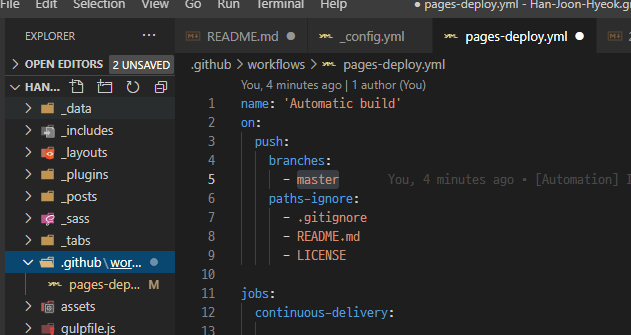 File Edit Selection View Go Run Terminal Help
● pages-deploy.yml - Han-Joon-Hyeok.gi
EXPLORER ···
README.md ●
_config.yml
pages-deploy.yml ●
OPEN EDITORS 2 UNSAVED
.github > workflows > pages-deploy.yml
HAN...
You, 4 minutes ago | 1 author (You)
_data
_includes
_layouts
_plugins
_posts
_sass
_tabs
.github\wor...
pages-dep... M
assets
gulpfile.js
1 name: 'Automatic build'
2 on:
3 push:
4 branches:
5 - master You, 4 minutes ago • [Automation]
6 paths-ignore:
7 - .gitignore
8 - README.md
9 - LICENSE
10
11 jobs:
12 continuous-delivery:
13